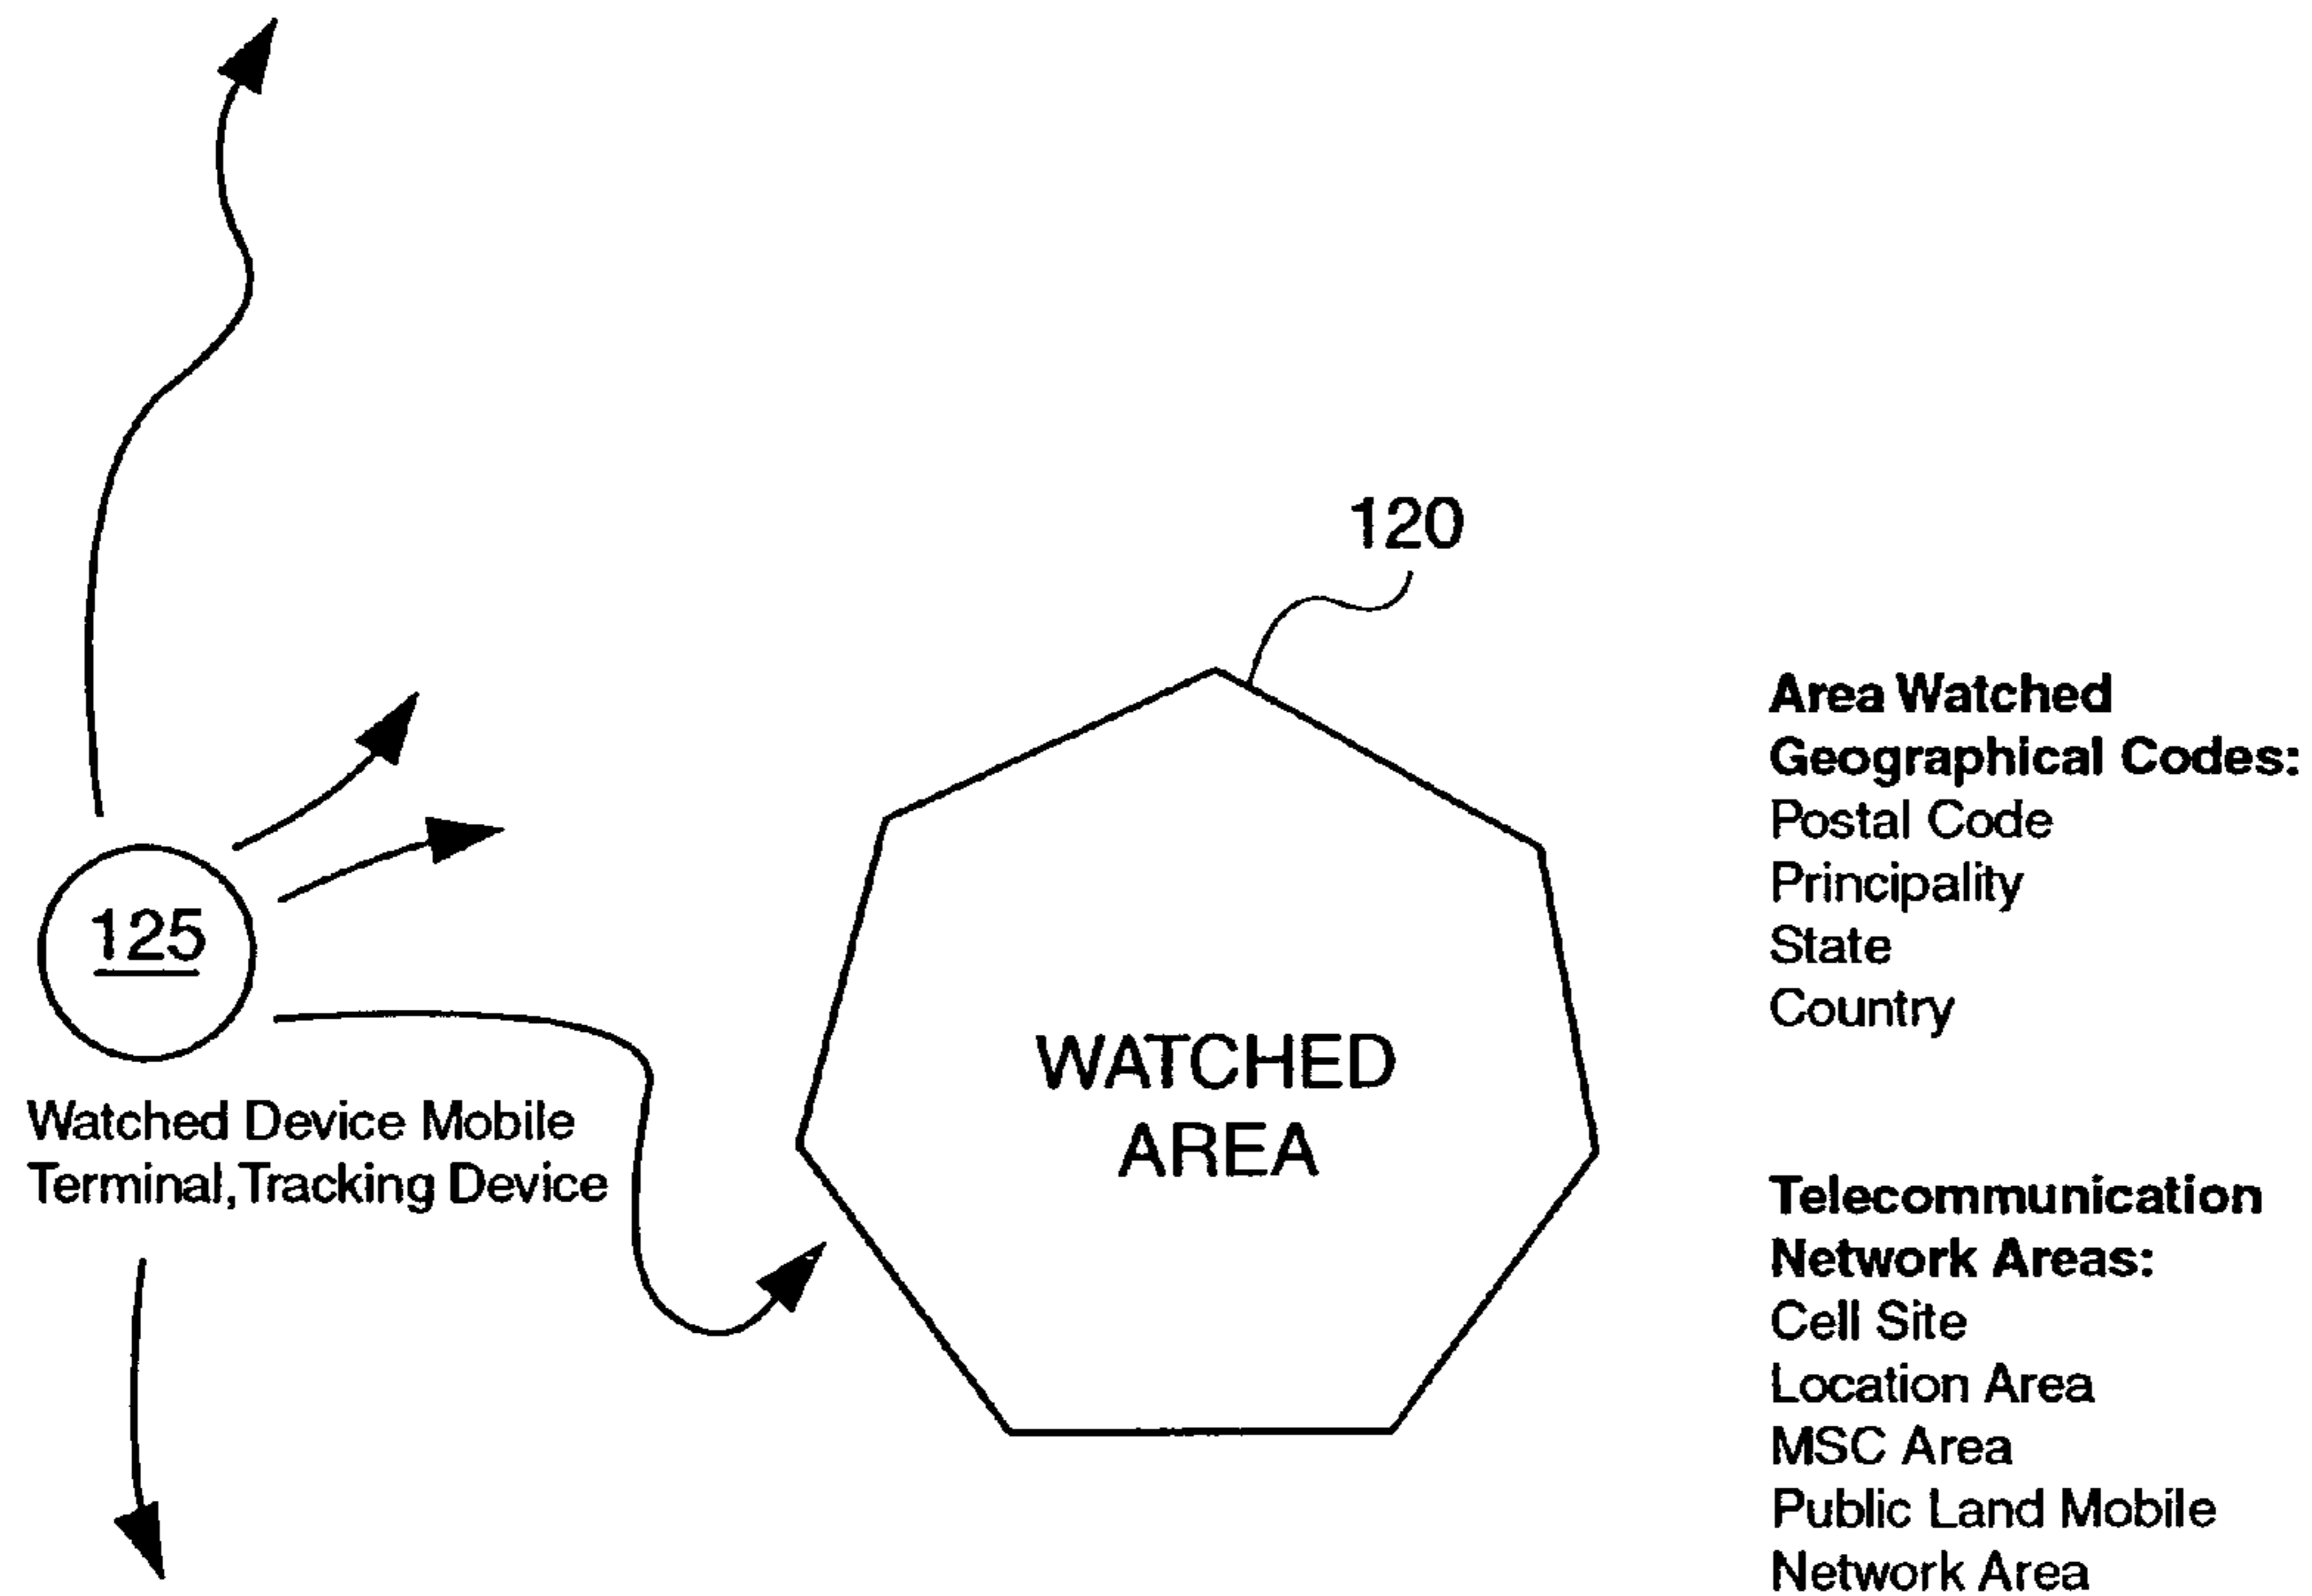 120
125
Watched Device Mobile
Terminal, Tracking Device
WATCHED
AREA
Area Watched
Geographical Codes:
Postal Code
Principality
State
Country
Telecommunication
Network Areas:
Cell Site
Location Area
MSC Area
Public Land Mobile
Network Area